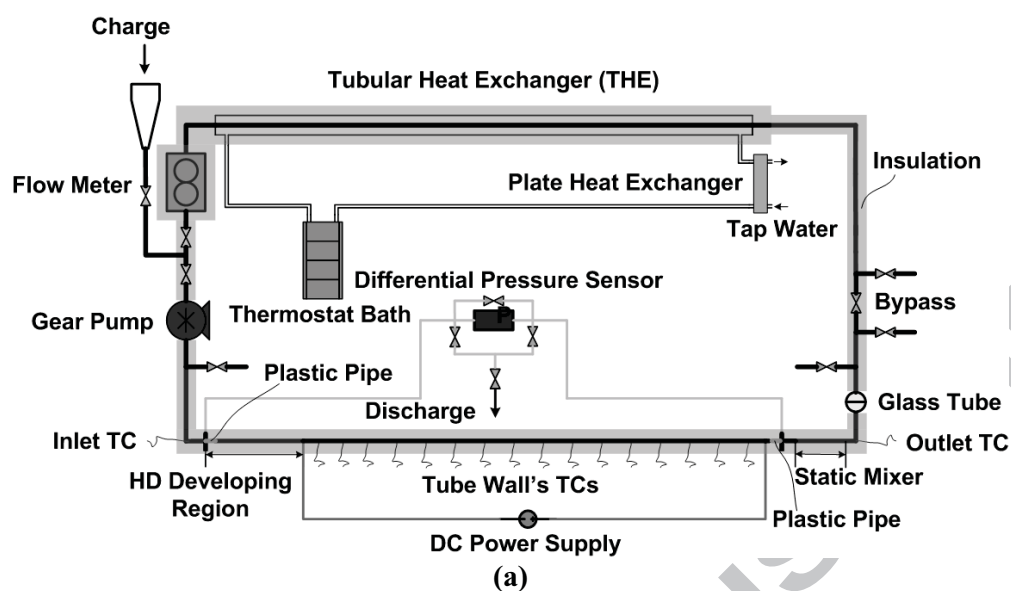 Charge
Tubular Heat Exchanger (THE)
Insulation
Flow Meter
Plate Heat Exchanger
Tap Water
Differential Pressure Sensor
Thermostat Bath
P
Bypass
Gear Pump
Plastic Pipe
Discharge
Glass Tube
Inlet TC
Outlet TC
HD Developing
Region
Tube Wall's TCs
Static Mixer
Plastic Pipe
DC Power Supply
(a)